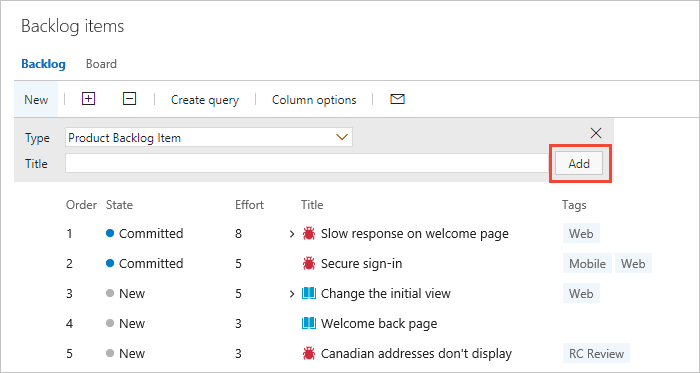 Backlog items
Backlog Board
New Create query Column options
Type Product Backlog Item
Title Add
Order State Effort Title Tags
1 Committed 8 Slow response on welcome page Web
2 Committed 5 Secure sign-in Mobile Web
3 New 5 Change the initial view Web
4 New 3 Welcome back page
5 New 3 Canadian addresses don't display RC Review